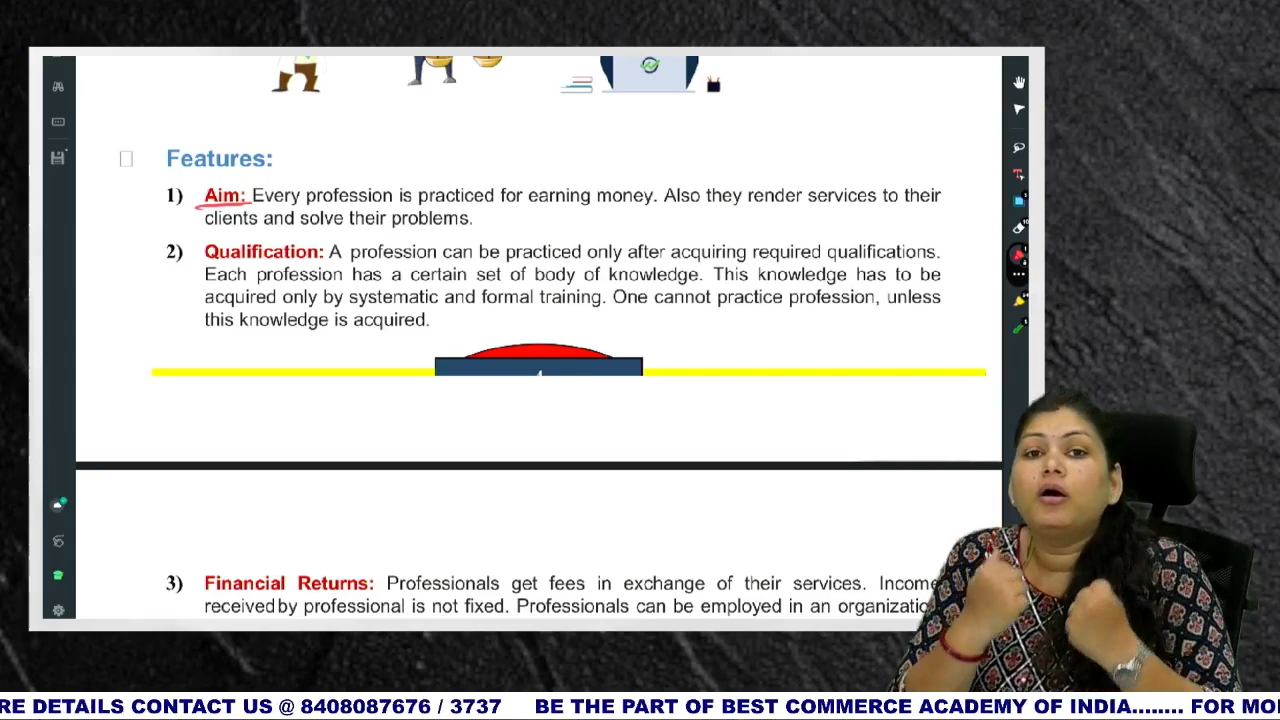 Features:
1) Aim: Every profession is practiced for earning money. Also they render services to their
clients and solve their problems.
2) Qualification: A profession can be practiced only after acquiring required qualifications.
Each profession has a certain set of body of knowledge. This knowledge has to be
acquired only by systematic and formal training. One cannot practice profession, unless
this knowledge is acquired.
3) Financial Returns: Professionals get fees in exchange of their services. Income
received by professional is not fixed. Professionals can be employed in an
RE DETAILS CONTACT US @ 8408087676 / 3737 BE THE PART OF BEST COMMERCE ACADEMY OF INDIA........ FOR MO